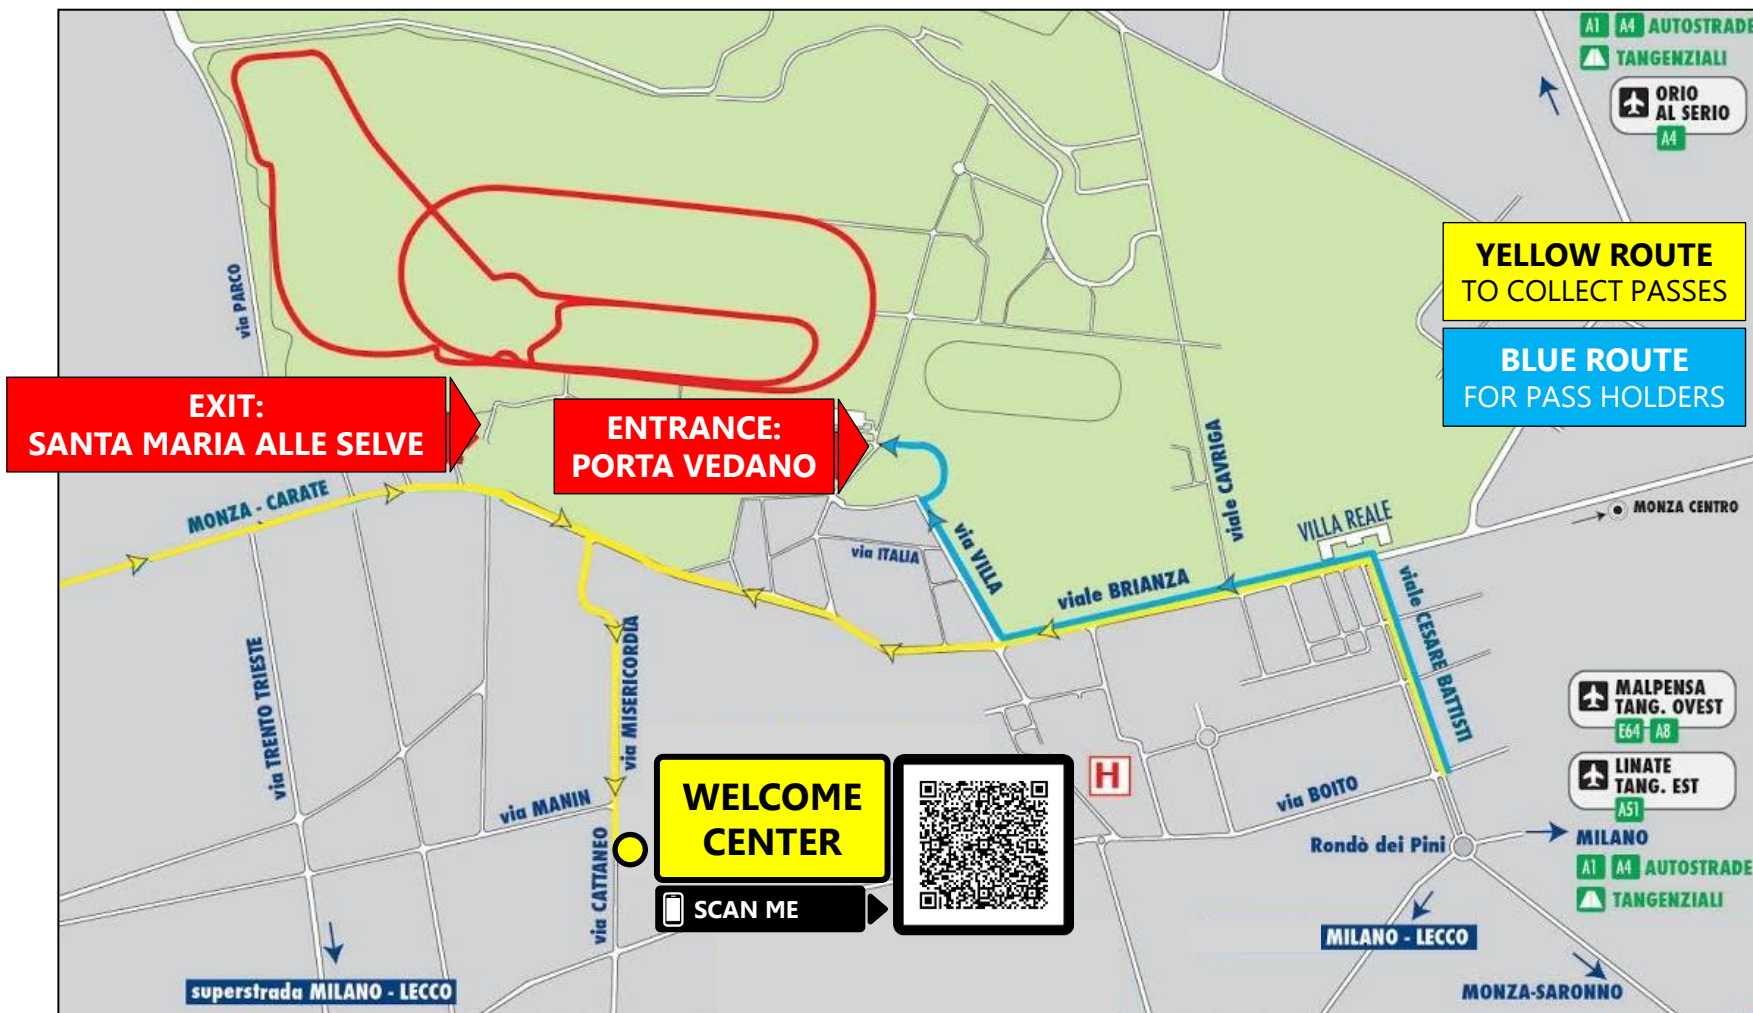 A1 A4 AUTOSTRADE
TANGENZIALI
ORIO
AL SERIO
A4
YELLOW ROUTE
TO COLLECT PASSES
BLUE ROUTE
FOR PASS HOLDERS
via PARCO
EXIT:
SANTA MARIA ALLE SELVE
ENTRANCE:
PORTA VEDANO
viale CAVRIGA
MONZA - CARATE
VILLA REALE
MONZA CENTRO
via ITALIA
via VILLA
viale BRIANZA
viale CESARE BATTISTI
via TRENTO TRIESTE
via MISERICORDIA
MALPENSA
TANG. OVEST
E64 A8
LINATE
TANG. EST
A51
WELCOME
CENTER
SCAN ME
H
via MANIN
via BOITO
via CATTANEO
Rondò dei Pini
MILANO
A1 A4 AUTOSTRADE
TANGENZIALI
MILANO - LECCO
superstrada MILANO - LECCO
MONZA-SARONNO